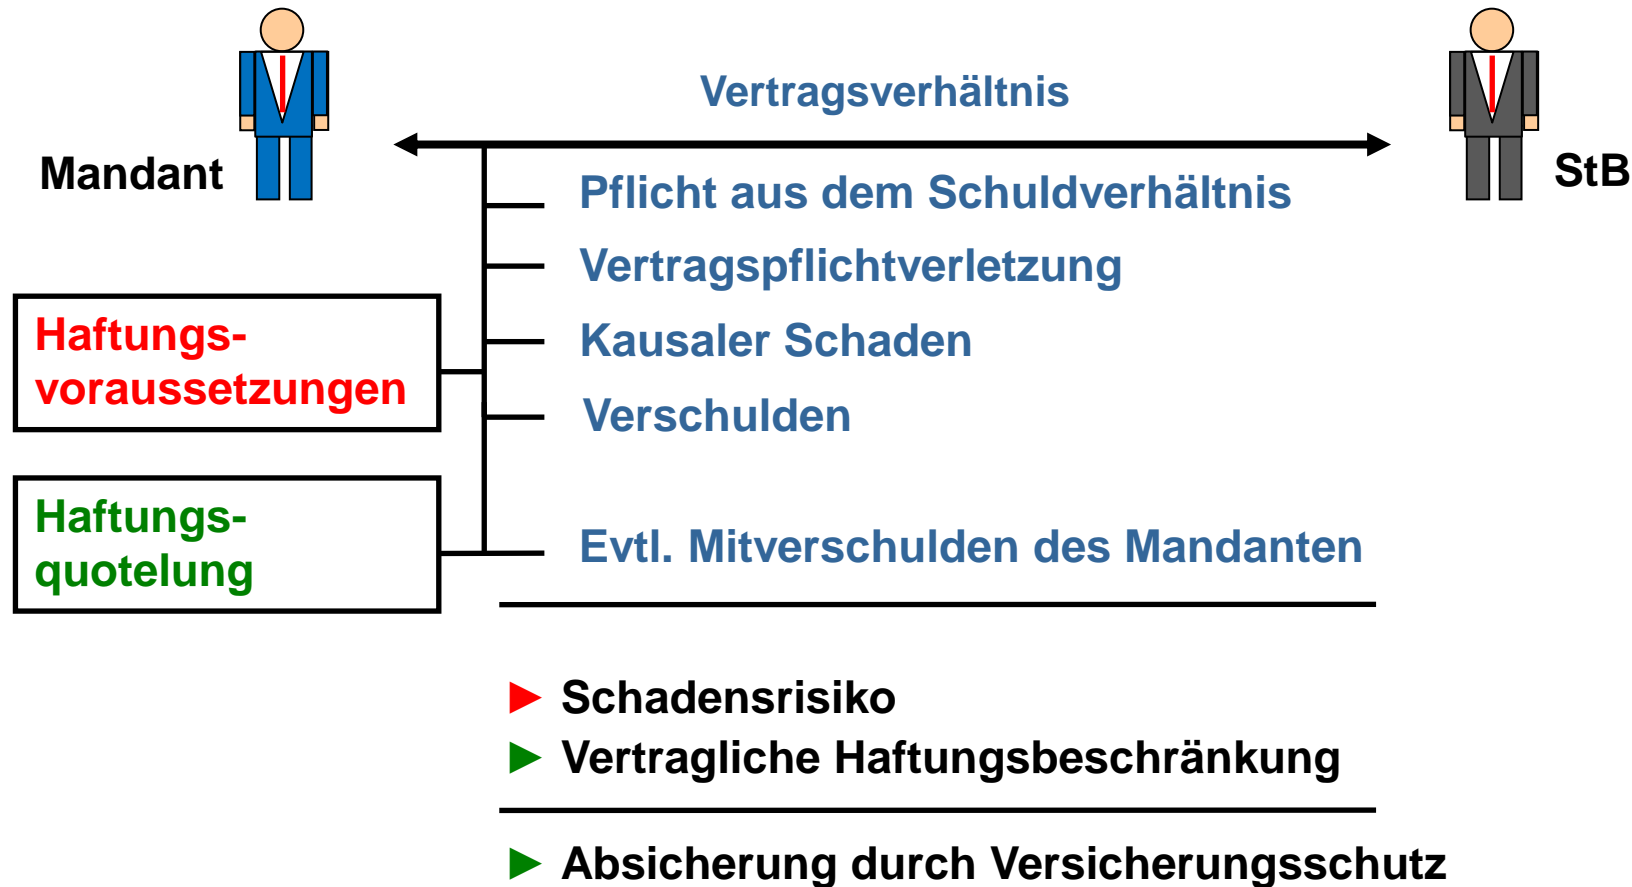 Vertragsverhältnis
Mandant
StB
Pflicht aus dem Schuldverhältnis
Vertragspflichtverletzung
Haftungs-
voraussetzungen
Kausaler Schaden
Verschulden
Haftungs-
quotelung
Evtl. Mitverschulden des Mandanten
► Schadensrisiko
► Vertragliche Haftungsbeschränkung
► Absicherung durch Versicherungsschutz